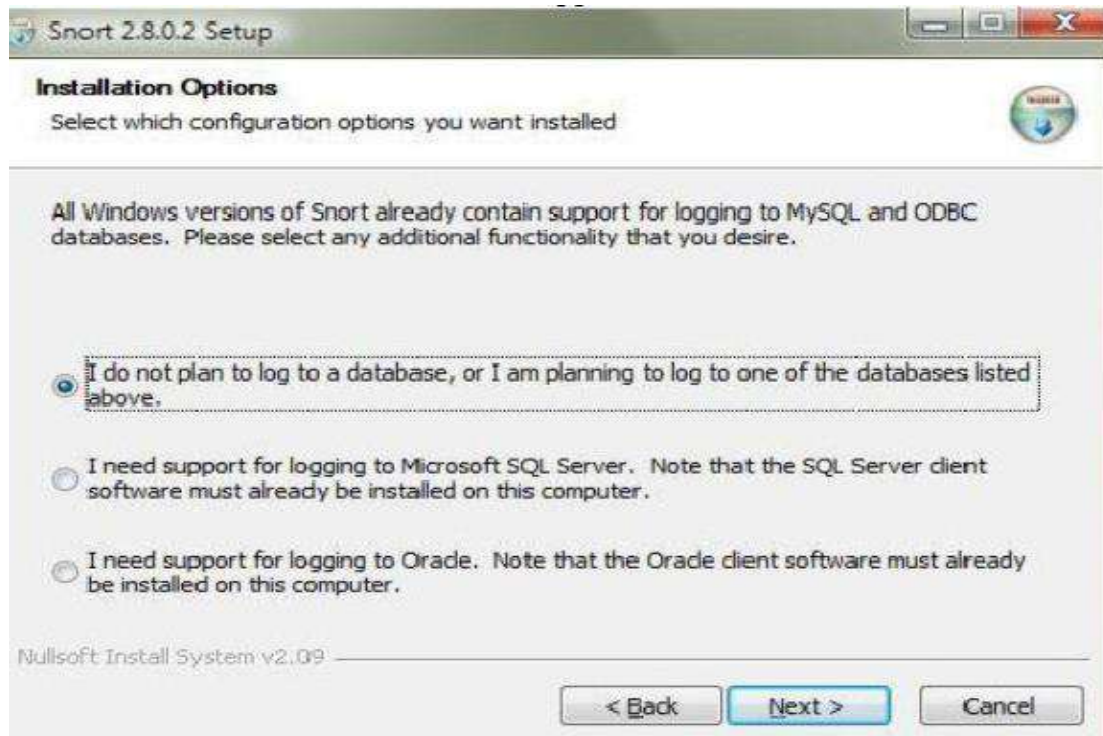 Snort 2.8.0.2 Setup
Installation Options
Select which configuration options you want installed
All Windows versions of Snort already contain support for logging to MySQL and ODBC
databases. Please select any additional functionality that you desire.
I do not plan to log to a database, or I am planning to log to one of the databases listed
above.
I need support for logging to Microsoft SQL Server. Note that the SQL Server client
software must already be installed on this computer.
I need support for logging to Oracle. Note that the Oracle client software must already
be installed on this computer.
Nullsoft Install System v2.09
< Back
Next >
Cancel